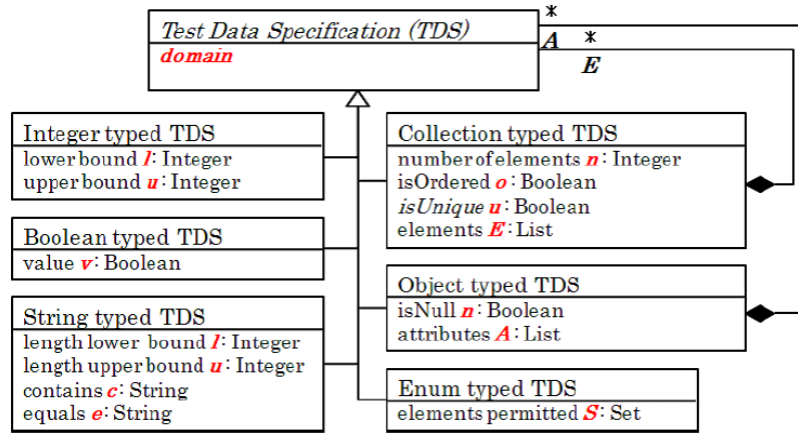 Test Data Specification (TDS)
domain
*
A
*
E
Integer typed TDS
lower bound l: Integer
upper bound u: Integer
Boolean typed TDS
value v: Boolean
String typed TDS
length lower bound l: Integer
length upper bound u: Integer
contains c: String
equals e: String
Collection typed TDS
number of elements n: Integer
isOrdered o: Boolean
isUnique u: Boolean
elements E: List
Object typed TDS
isNull n: Boolean
attributes A: List
Enum typed TDS
elements permitted S: Set